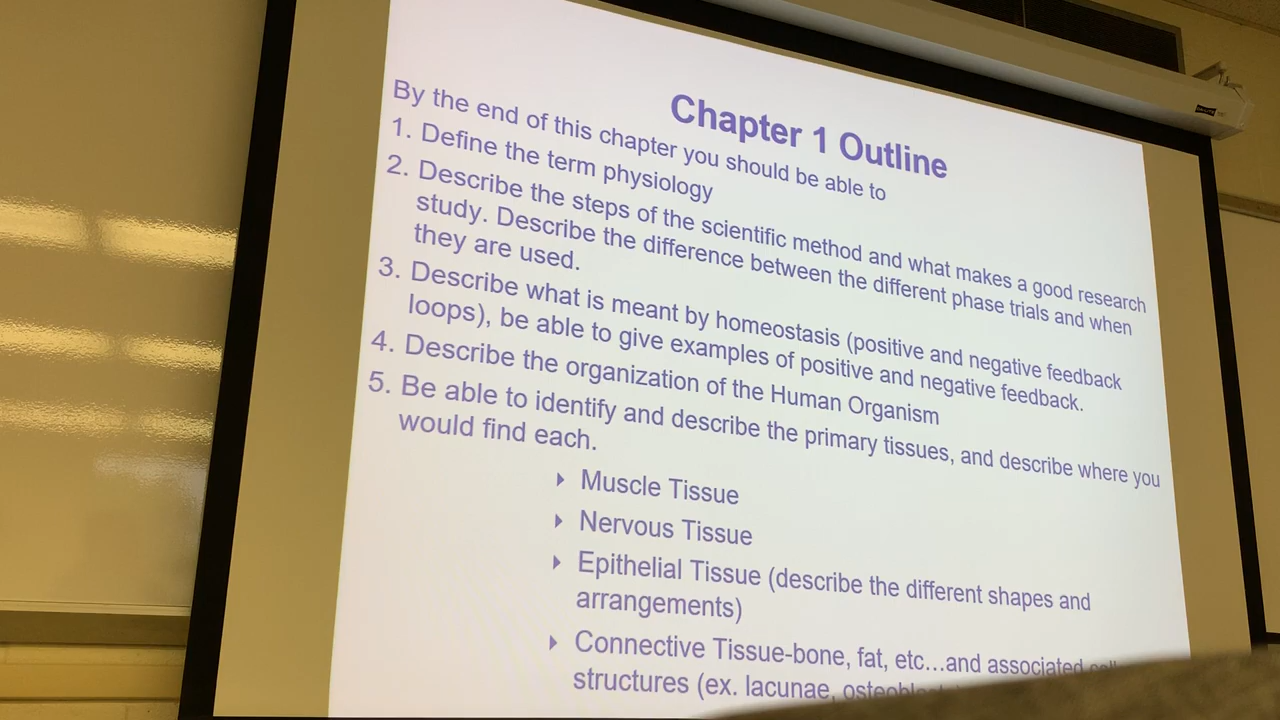 Chapter 1 Outline
By the end of this chapter you should be able to
1. Define the term physiology
2. Describe the steps of the scientific method and what makes a good research
study. Describe the difference between the different phase trials and when
they are used.
3. Describe what is meant by homeostasis (positive and negative feedback
loops), be able to give examples of positive and negative feedback.
4. Describe the organization of the Human Organism
5. Be able to identify and describe the primary tissues, and describe where you
would find each.
Muscle Tissue
Nervous Tissue
Epithelial Tissue (describe the different shapes and
arrangements)
Connective Tissue-bone, fat, etc...and associated
structures (ex. lacunae,